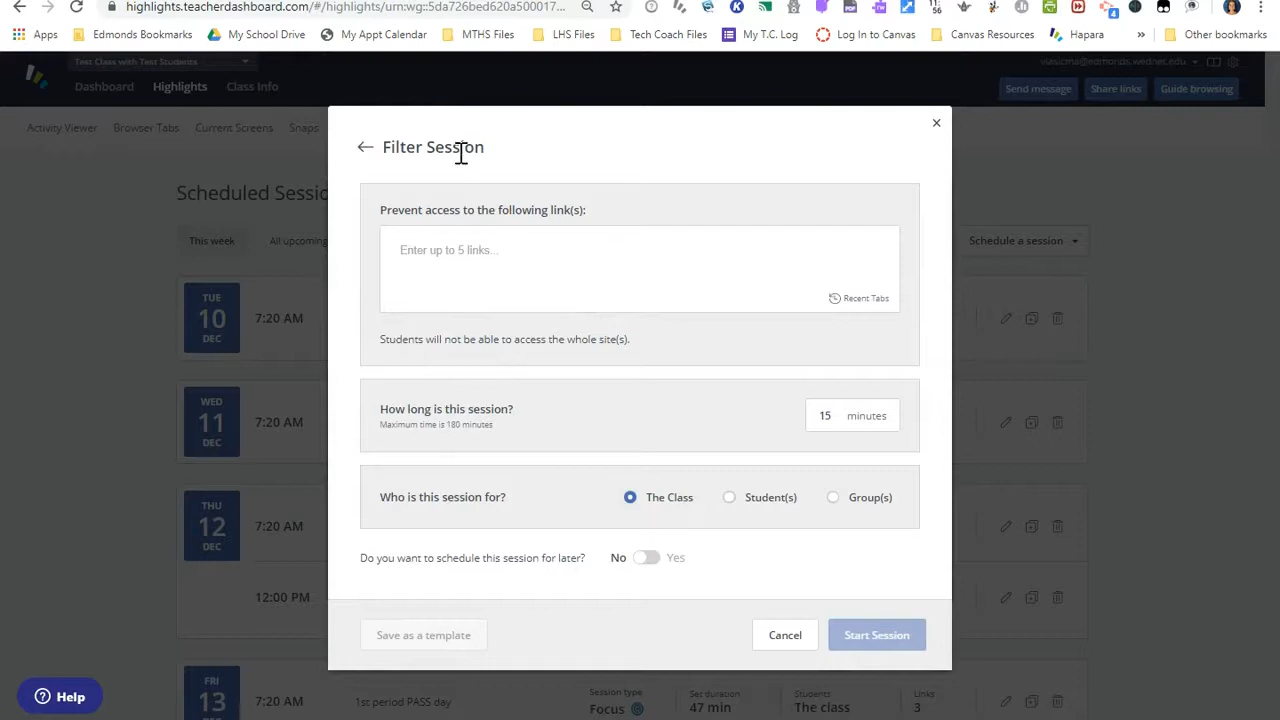 highlights.teacherdashboard.com/#/highlights/urn:wg::5da726bed620a500017... 11 56 4
Apps Edmonds Bookmarks My School Drive My Appt Calendar MTHS Files LHS Files Tech Coach Files My T.C. Log Log In to Canvas Canvas Resources Hapara » Other bookmarks
Test Class with Test Students
Dashboard Highlights Class Info
Send message Share links Guide browsing
Activity Viewer Browser Tabs Current Screens Snaps
Filter Session
Scheduled Sessio
Prevent access to the following link(s):
This week All upcoming Schedule a session
Enter up to 5 links...
Recent Tabs
TUE
10
DEC
7:20 AM
Students will not be able to access the whole site(s).
WED
11
DEC
7:20 AM
How long is this session?
Maximum time is 180 minutes
15 minutes
THU
12
DEC
7:20 AM
Who is this session for? The Class Student(s) Group(s)
Do you want to schedule this session for later? No Yes
12:00 PM
Save as a template Cancel Start Session
FRI
13
7:20 AM
1st period PASS day
Session type
Focus
Set duration
47 min
Students
The class
Links
3
Help